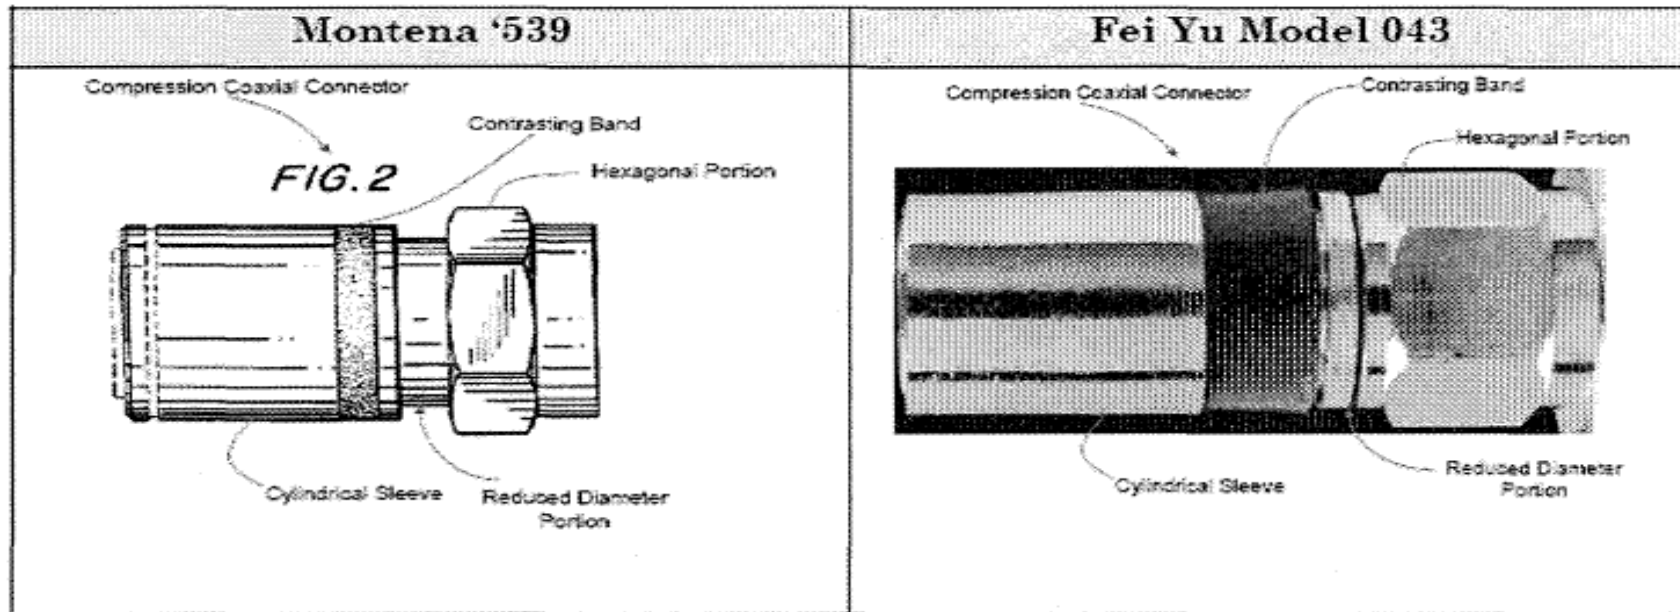 Montena ‘539
Fei Yu Model 043
Compression Coaxial Connector
Contrasting Band
FIG. 2
Hexagonal Portion
Cylindrical Sleeve
Reduced Diameter
Portion
Compression Coaxial Connector
Contrasting Band
Hexagonal Portion
Cylindrical Sleeve
Reduced Diameter
Portion